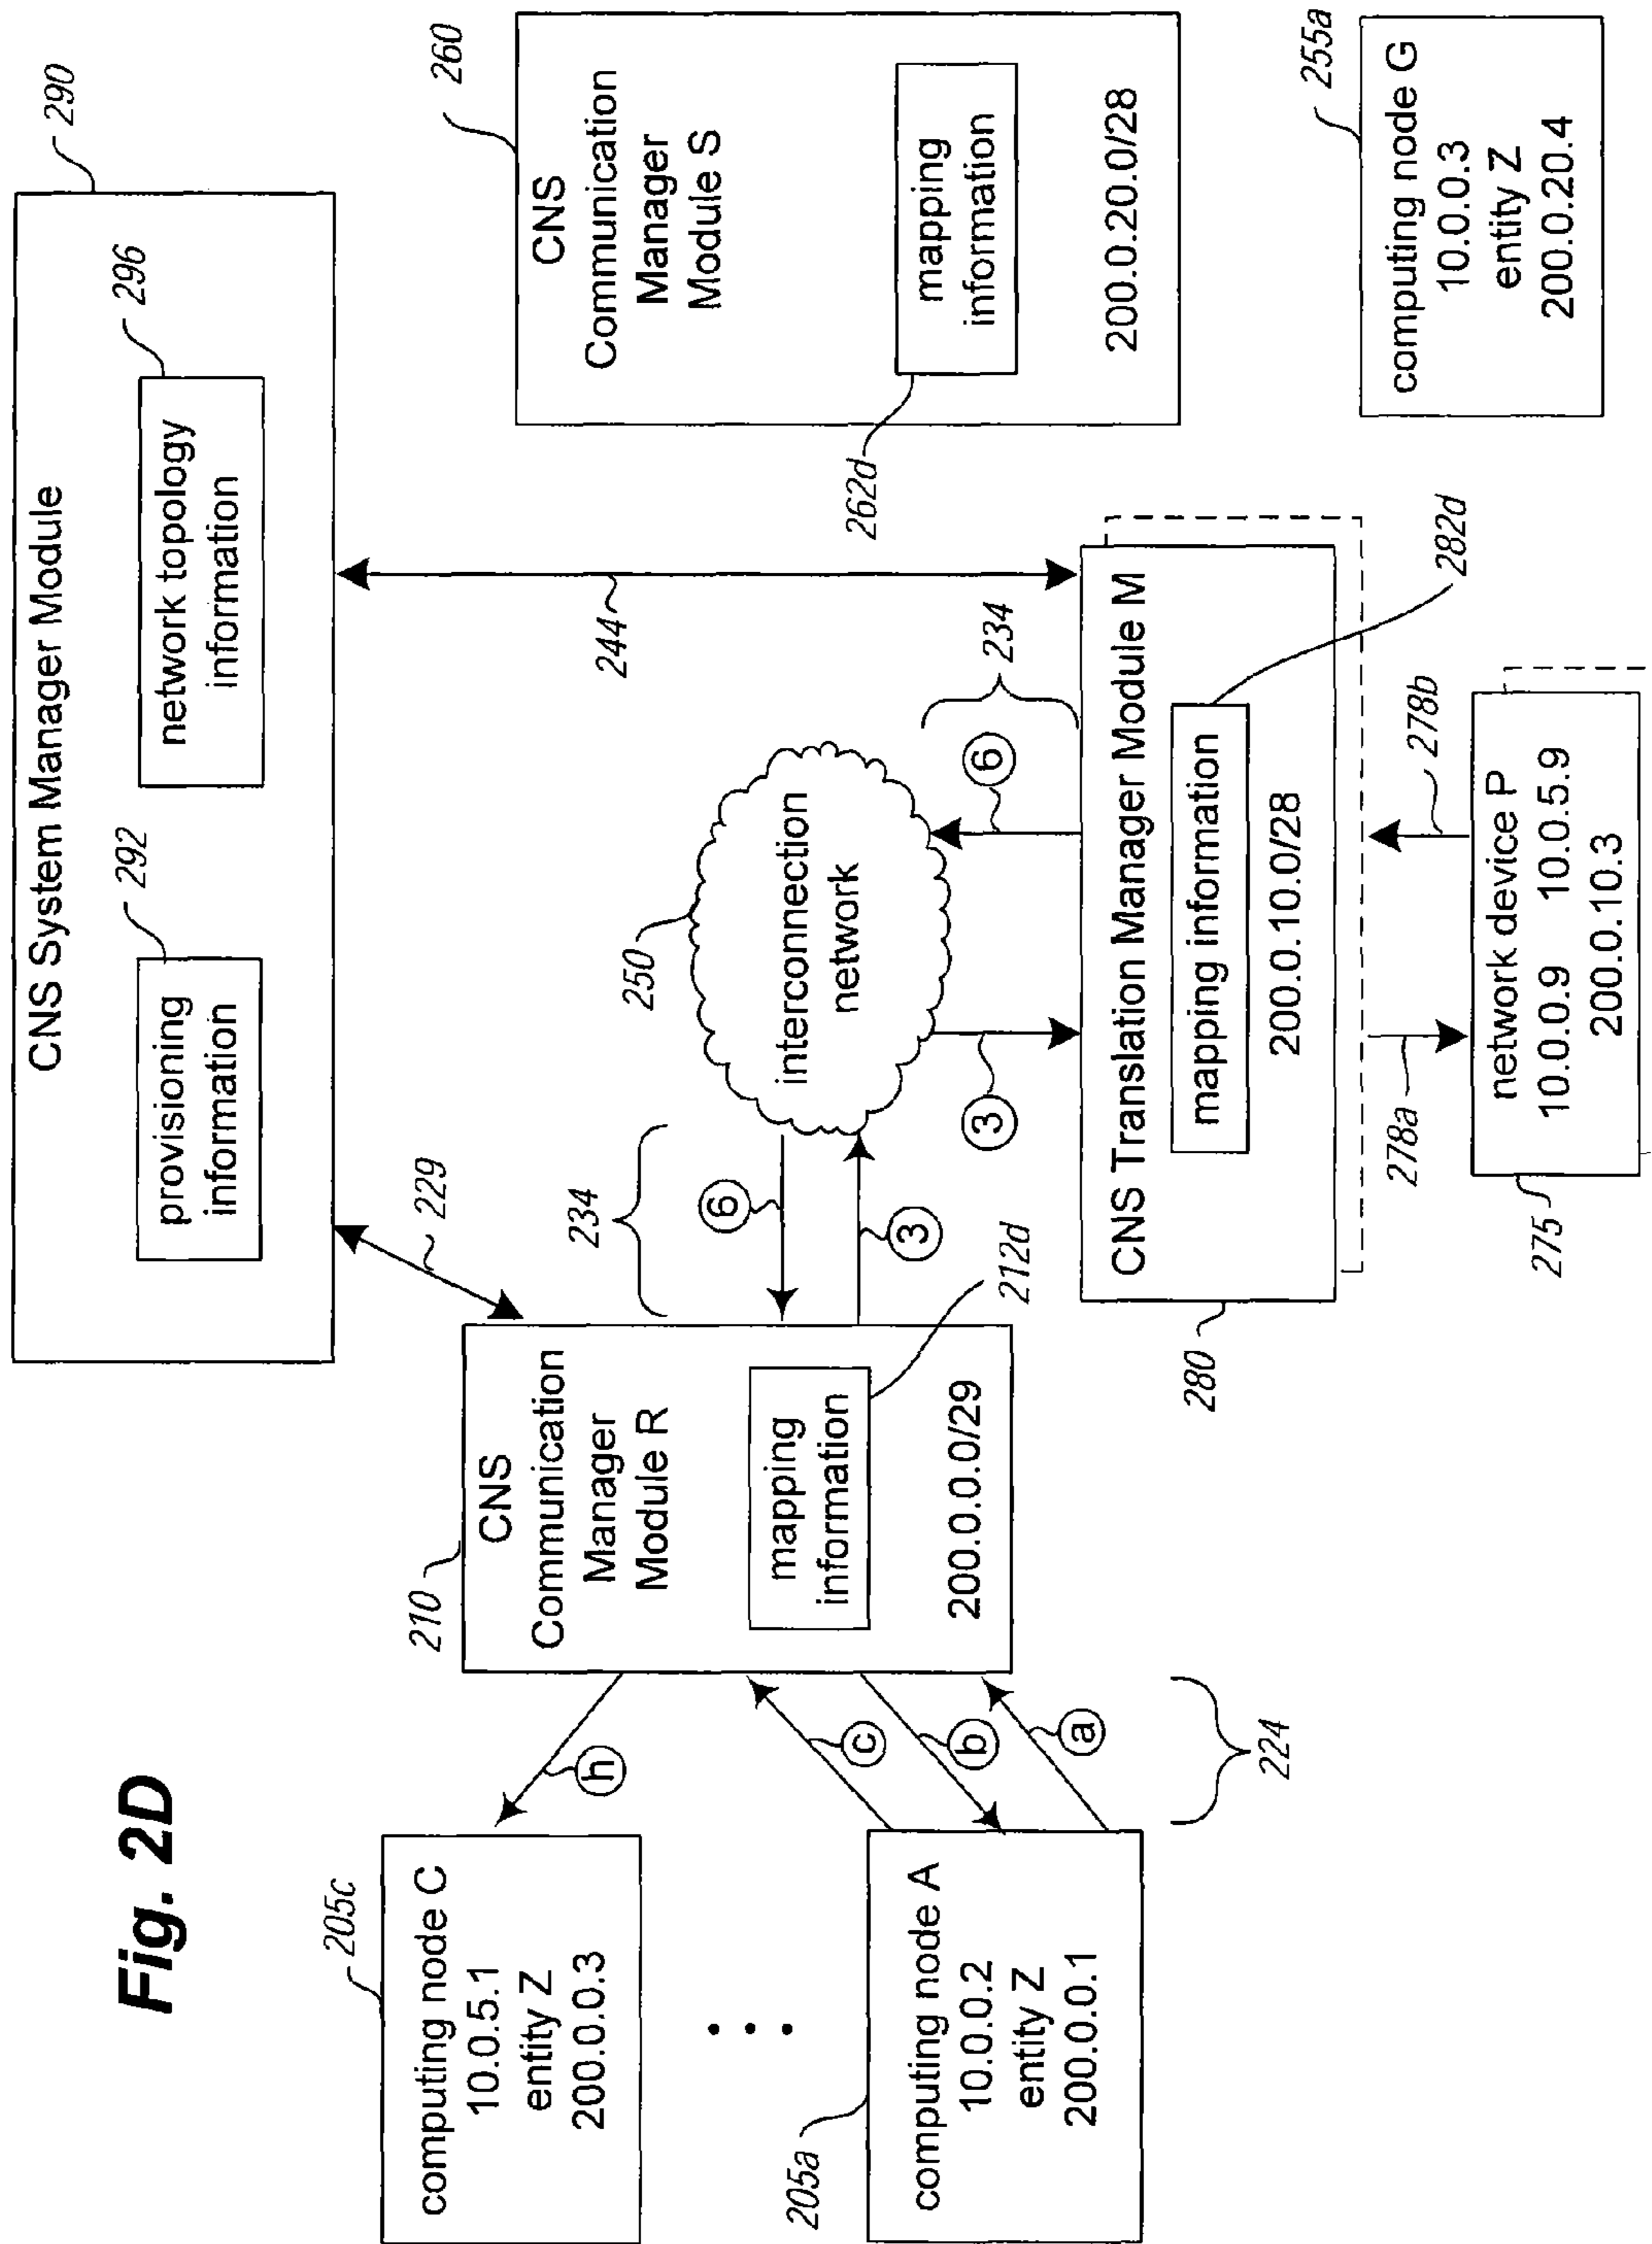 Fig. 2D
290
CNS System Manager Module
292
provisioning
information
296
network topology
information
229
244
205c
computing node C
10.0.5.1
entity Z
200.0.0.3
205a
computing node A
10.0.0.2
entity Z
200.0.0.1
h
c
b
a
224
210
CNS
Communication
Manager
Module R
mapping
information
212d
200.0.0.0/29
234
6
3
250
interconnection
network
3
6
234
280
CNS Translation Manager Module M
mapping information
282d
200.0.10.0/28
278a
278b
275
network device P
10.0.0.9 10.0.5.9
200.0.10.3
260
CNS
Communication
Manager
Module S
mapping
information
262d
200.0.20.0/28
255a
computing node G
10.0.0.3
entity Z
200.0.20.4